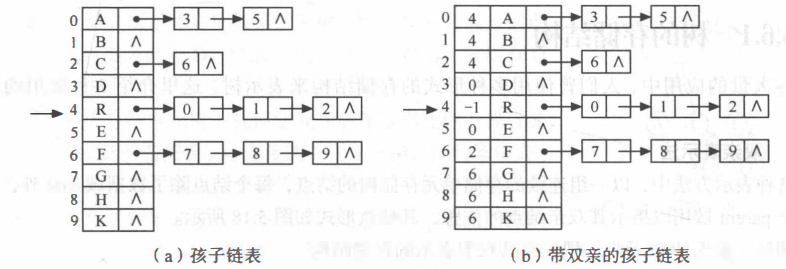 0 A 3 5 ∧
1 B ∧
2 C 6 ∧
3 D ∧
4 R 0 1 2 ∧
5 E ∧
6 F 7 8 9 ∧
7 G ∧
8 H ∧
9 K ∧
(a)孩子链表
0 4 A 3 5 ∧
1 4 B ∧
2 4 C 6 ∧
3 0 D ∧
4 -1 R 0 1 2 ∧
5 0 E ∧
6 2 F 7 8 9 ∧
7 6 G ∧
8 6 H ∧
9 6 K ∧
(b)带双亲的孩子链表